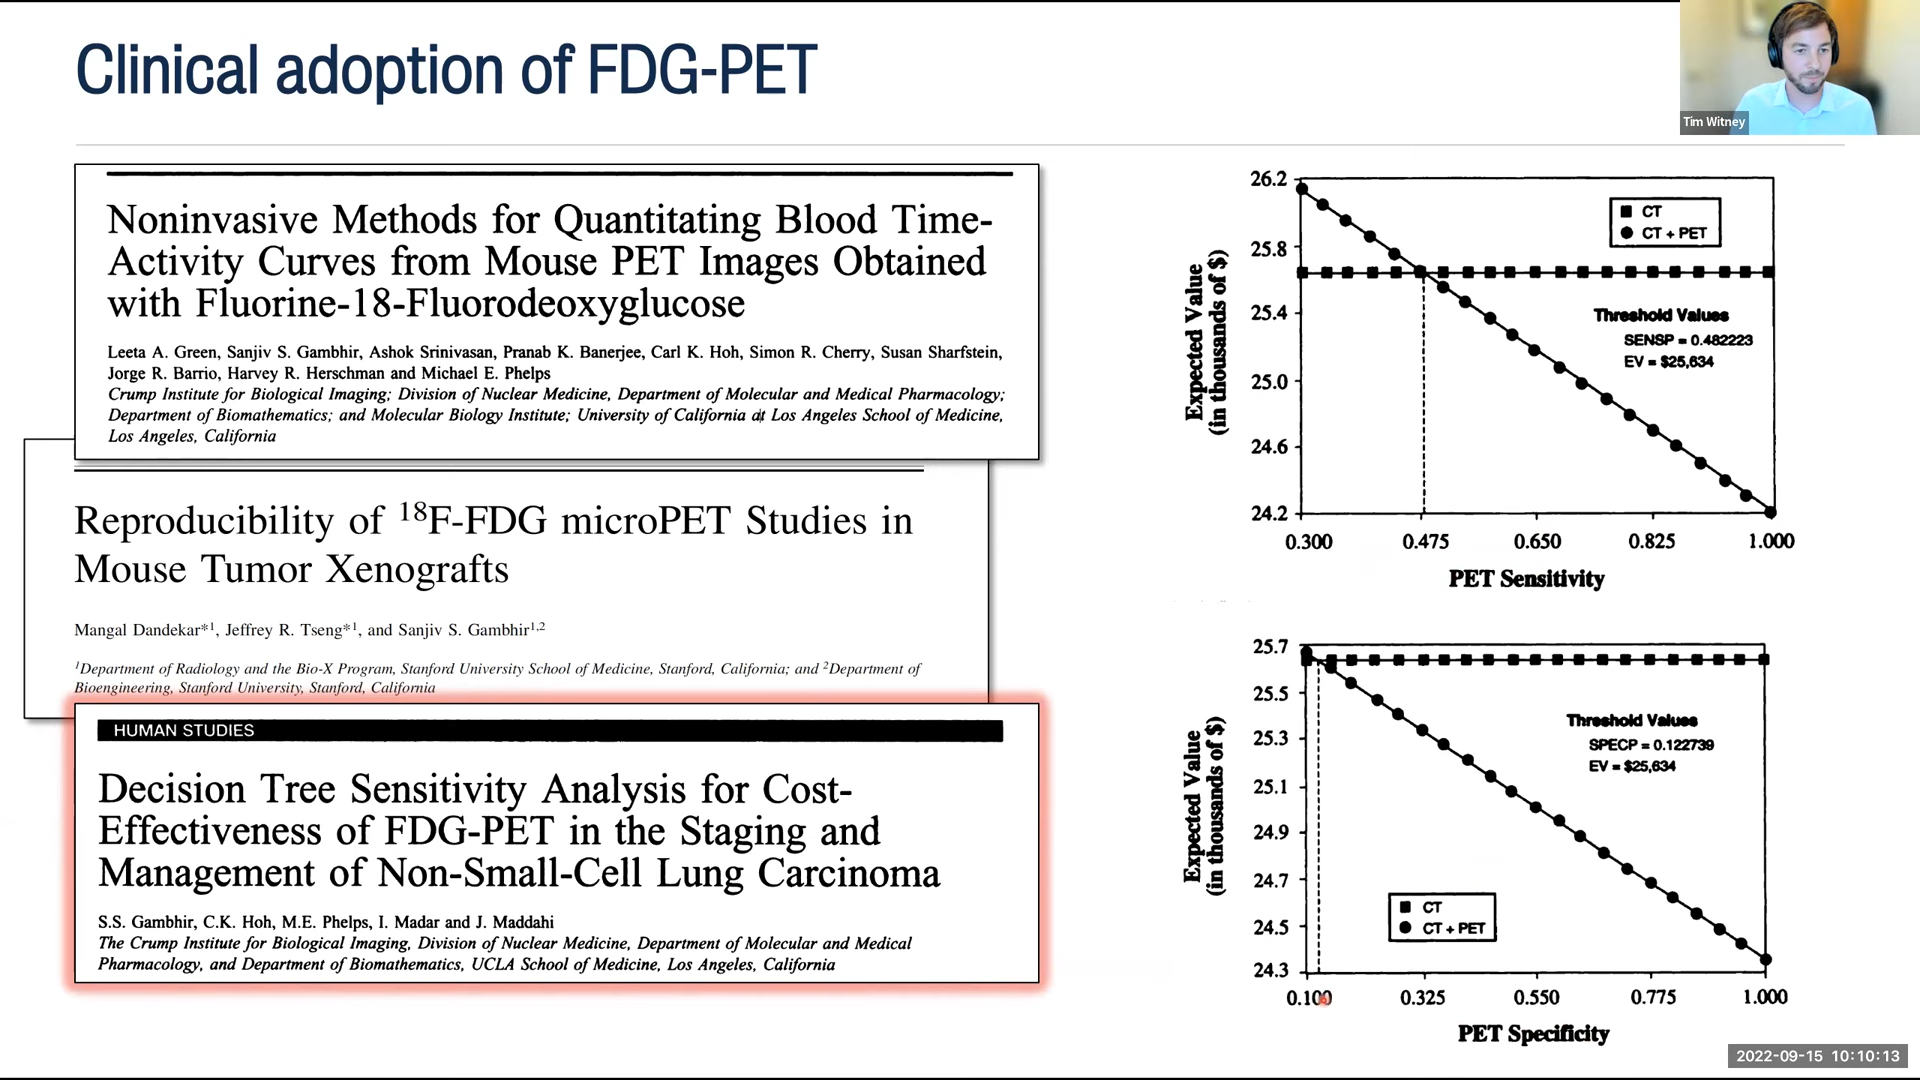 Clinical adoption of FDG-PET
Tim Witney
Noninvasive Methods for Quantitating Blood Time-
Activity Curves from Mouse PET Images Obtained
with Fluorine-18-Fluorodeoxyglucose
Leeta A. Green, Sanjiv S. Gambhir, Ashok Srinivasan, Pranab K. Banerjee, Carl K. Hoh, Simon R. Cherry, Susan Sharfstein,
Jorge R. Barrio, Harvey R. Herschman and Michael E. Phelps
Crump Institute for Biological Imaging; Division of Nuclear Medicine, Department of Molecular and Medical Pharmacology;
Department of Biomathematics; and Molecular Biology Institute; University of California at Los Angeles School of Medicine,
Los Angeles, California
Reproducibility of ¹⁸F-FDG microPET Studies in
Mouse Tumor Xenografts
Mangal Dandekar*¹, Jeffrey R. Tseng*¹, and Sanjiv S. Gambhir¹,²
¹Department of Radiology and the Bio-X Program, Stanford University School of Medicine, Stanford, California; and ²Department of
Bioengineering, Stanford University, Stanford, California
HUMAN STUDIES
Decision Tree Sensitivity Analysis for Cost-
Effectiveness of FDG-PET in the Staging and
Management of Non-Small-Cell Lung Carcinoma
S.S. Gambhir, C.K. Hoh, M.E. Phelps, I. Madar and J. Maddahi
The Crump Institute for Biological Imaging, Division of Nuclear Medicine, Department of Molecular and Medical
Pharmacology, and Department of Biomathematics, UCLA School of Medicine, Los Angeles, California
Expected Value
(in thousands of $)
26.2
25.8
25.4
25.0
24.6
24.2
CT
CT + PET
Threshold Values
SENSP = 0.482223
EV = $25,634
0.300 0.475 0.650 0.825 1.000
PET Sensitivity
Expected Value
(in thousands of $)
25.7
25.5
25.3
25.1
24.9
24.7
24.5
24.3
Threshold Values
SPECP = 0.122739
EV = $25,634
CT
CT + PET
0.100 0.325 0.550 0.775 1.000
PET Specificity
2022-09-15 10:10:13